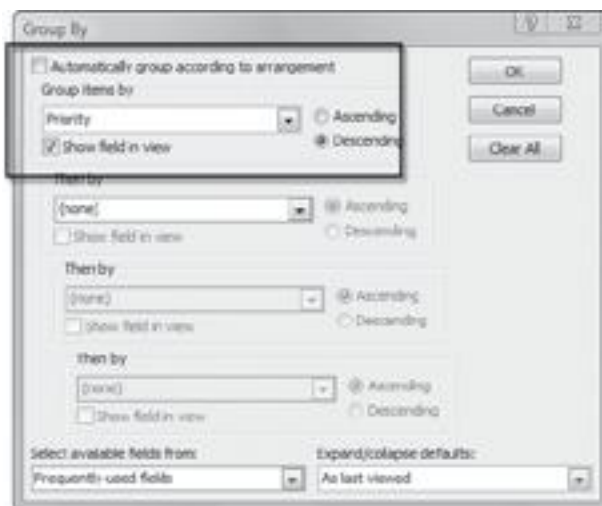 Group By
Automatically group according to arrangement
OK
Group items by
Priority
Ascending
Cancel
Show field in view
Descending
Clear All
Then by
(none)
Ascending
Show field in view
Descending
Then by
(none)
Ascending
Show field in view
Descending
Then by
(none)
Ascending
Show field in view
Descending
Select available fields from:
Expand/collapse defaults:
Frequently-used fields
As last viewed